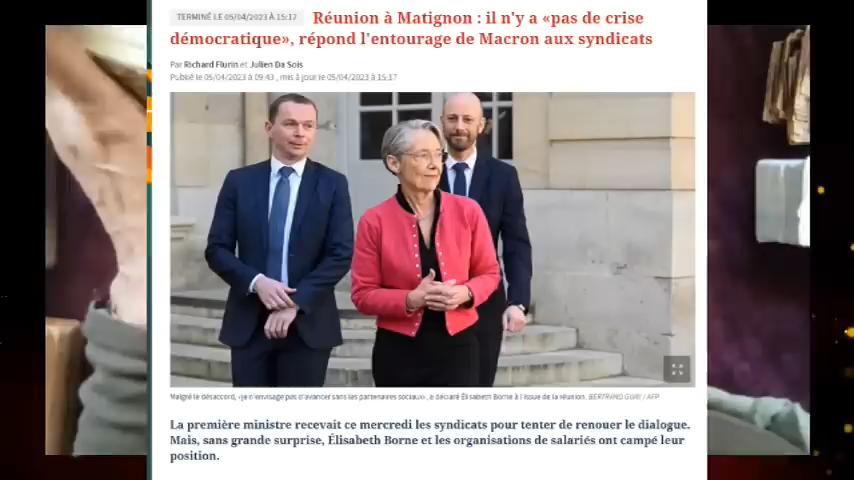 TERMINÉ LE 05/04/2023 À 15:17 Réunion à Matignon : il n'y a «pas de crise
démocratique», répond l'entourage de Macron aux syndicats
Par Richard Flurin et Julien Da Sois
Publié le 05/04/2023 à 09:43 , mis à jour le 05/04/2023 à 15:17
Malgré le désaccord, «je n'envisage pas d'avancer sans les partenaires sociaux», a déclaré Élisabeth Borne à l'issue de la réunion. BERTRAND GUAY / AFP
La première ministre recevait ce mercredi les syndicats pour tenter de renouer le dialogue.
Mais, sans grande surprise, Élisabeth Borne et les organisations de salariés ont campé leur
position.